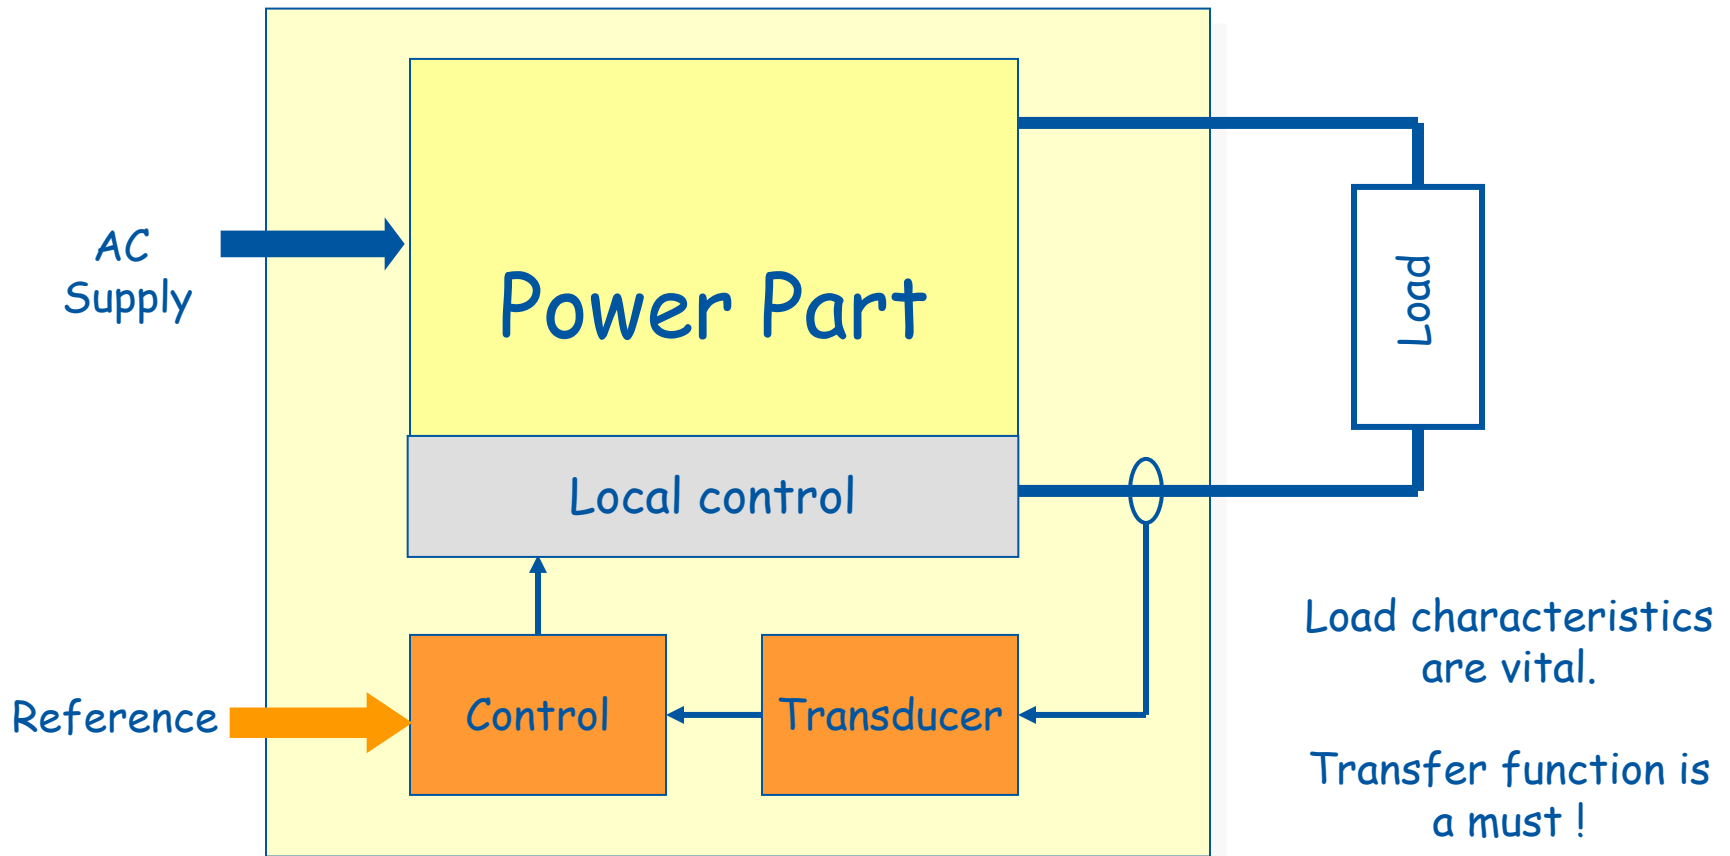 AC
Supply
Power Part
Load
Local control
Reference
Control
Transducer
Load characteristics
are vital.
Transfer function is
a must !